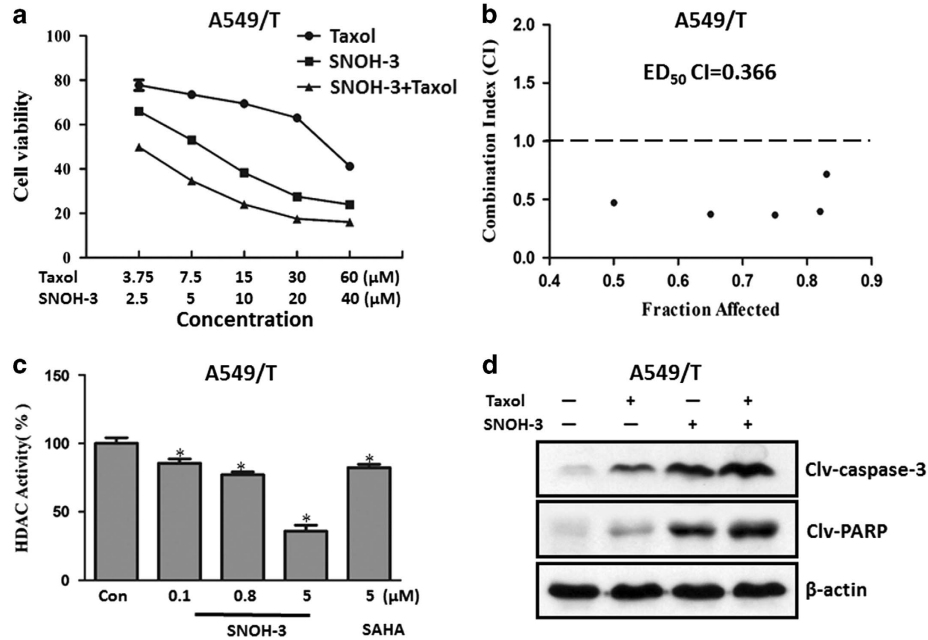 a
A549/T
Taxol
SNOH-3
SNOH-3+Taxol
Cell viability
100
80
60
40
20
0
Taxol 3.75 7.5 15 30 60 (μM)
SNOH-3 2.5 5 10 20 40 (μM)
Concentration
b
A549/T
ED50 CI=0.366
Combination Index (CI)
2.0
1.5
1.0
0.5
0.0
0.4 0.5 0.6 0.7 0.8 0.9
Fraction Affected
c
A549/T
HDAC Activity( % )
150
100
50
0
* * * *
Con 0.1 0.8 5 5 (μM)
SNOH-3 SAHA
d
A549/T
Taxol — + — +
SNOH-3 — — + +
Clv-caspase-3
Clv-PARP
β-actin